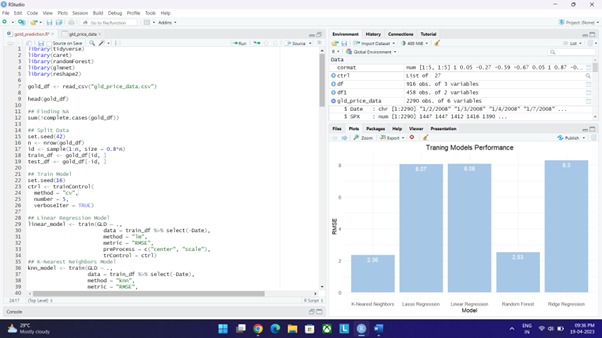 RStudio
File Edit Code View Plots Session Build Debug Profile Tools Help
Go to file/function
Addins
Project: (None)
gold_prediction.R*
gld_price_data
Source on Save
Run
Source
1 library(tidyverse)
2 library(caret)
3 library(randomForest)
4 library(glmnet)
5 library(reshape2)
6
7 gold_df <- read_csv("gld_price_data.csv")
8
9 head(gold_df)
10
11 ## Finding NA
12 sum(!complete.cases(gold_df))
13
14 ## Split Data
15 set.seed(42)
16 n <- nrow(gold_df)
17 id <- sample(1:n, size = 0.8*n)
18 train_df <- gold_df[id, ]
19 test_df <- gold_df[-id, ]
20
21 ## Train Model
22 set.seed(16)
23 ctrl <- trainControl(
24 method = "cv",
25 number = 5,
26 verboseIter = TRUE)
27
28 ## Linear Regression Model
29 linear_model <- train(GLD ~ .,
30 data = train_df %>% select(-Date),
31 method = "lm",
32 metric = "RMSE",
33 preProcess = c("center", "scale"),
34 trControl = ctrl)
35 ## K-Nearest Neighbors Model
36 knn_model <- train(GLD ~ .,
37 data = train_df %>% select(-Date),
38 method = "knn",
39 metric = "RMSE",
40
24:17 (Top Level) R Script
Console
Environment History Connections Tutorial
Import Dataset 400 MiB List
R Global Environment
Data
cormat num [1:5, 1:5] 1 0.05 -0.27 -0.59 -0.67 0.05 1 0.87 -0...
ctrl List of 27
df 916 obs. of 3 variables
df1 458 obs. of 2 variables
gld_price_data 2290 obs. of 6 variables
$ Date : chr [1:2290] "1/2/2008" "1/3/2008" "1/4/2008" "1/7/2008" ...
$ SPX : num [1:2290] 1447 1447 1412 1416 1390 ...
Files Plots Packages Help Viewer Presentation
Zoom Export Publish
Traning Models Performance
RMSE
8
6
4
2
0
2.36
8.07
8.08
2.53
8.3
K-Nearest Neighbors Lasso Regression Linear Regression Random Forest Ridge Regression
Model
29°C
Mostly cloudy
ENG
IN
09:36 PM
19-04-2023